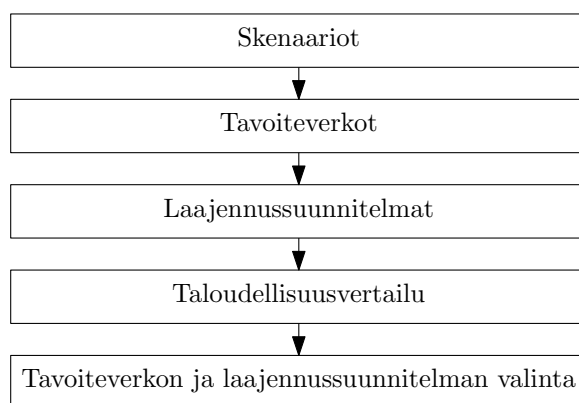 Skenaariot
Tavoiteverkot
Laajennussuunnitelmat
Taloudellisuusvertailu
Tavoiteverkon ja laajennussuunnitelman valinta